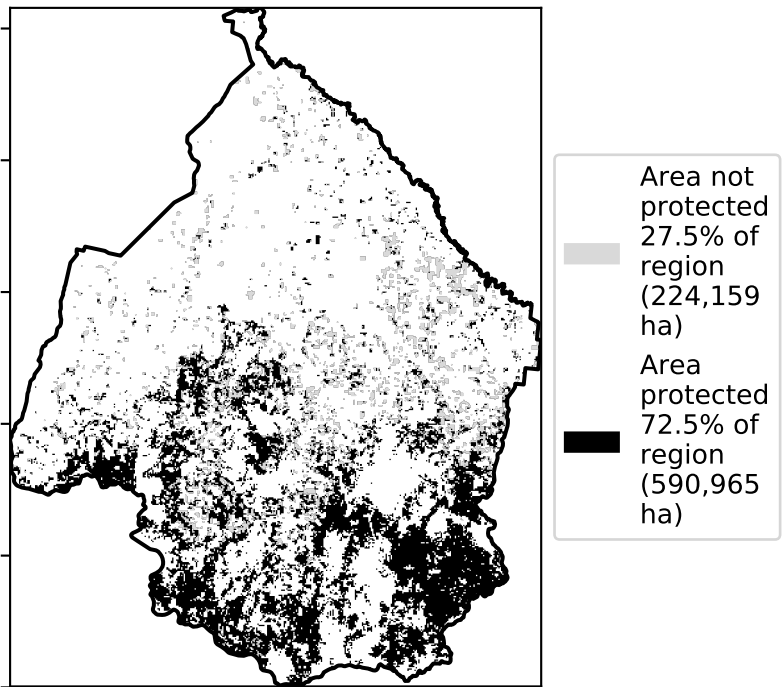 Area not
protected
27.5% of
region
(224,159
ha)
Area
protected
72.5% of
region
(590,965
ha)